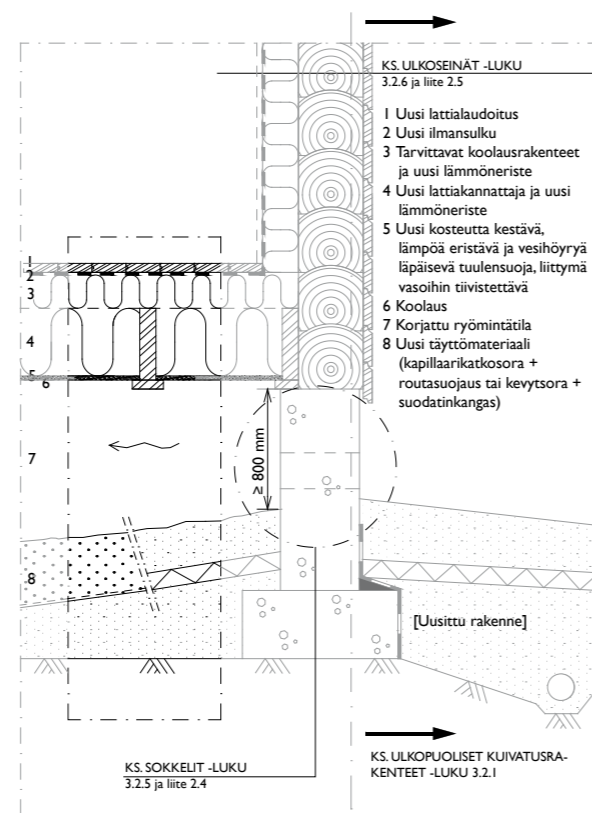 KS. ULKOSEINÄT -LUKU
3.2.6 ja liite 2.5
1 Uusi lattialaudoitus
2 Uusi ilmansulku
3 Tarvittavat koolausrakenteet
ja uusi lämmöneriste
4 Uusi lattiakannattaja ja uusi
lämmöneriste
5 Uusi kosteutta kestävä,
lämpöä eristävä ja vesihöyryä
läpäisevä tuulensuoja, liittymä
vasoihin tiivistettävä
6 Koolaus
7 Korjattu ryömintätila
8 Uusi täyttömateriaali
(kapillaarikatkosora +
routasuojaus tai kevytsora +
suodatinkangas)
1
2
3
4
5
6
7
≥ 800 mm
8
[Uusittu rakenne]
KS. SOKKELIT -LUKU
3.2.5 ja liite 2.4
KS. ULKOPUOLISET KUIVATUSRA-
KENTEET -LUKU 3.2.1